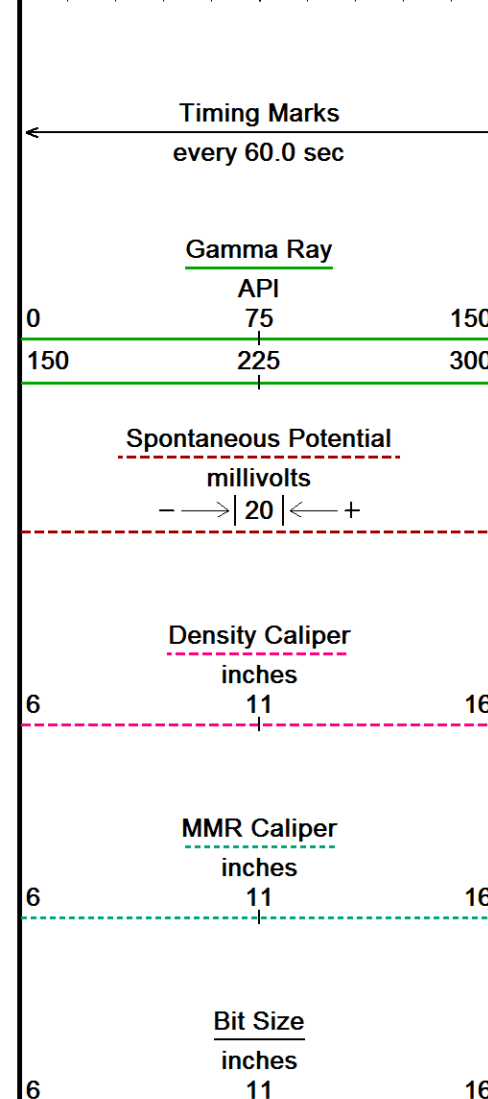 Timing Marks
every 60.0 sec
Gamma Ray
API
0 75 150
150 225 300
Spontaneous Potential
millivolts
− 20 +
Density Caliper
inches
6 11 16
MMR Caliper
inches
6 11 16
Bit Size
inches
6 11 16